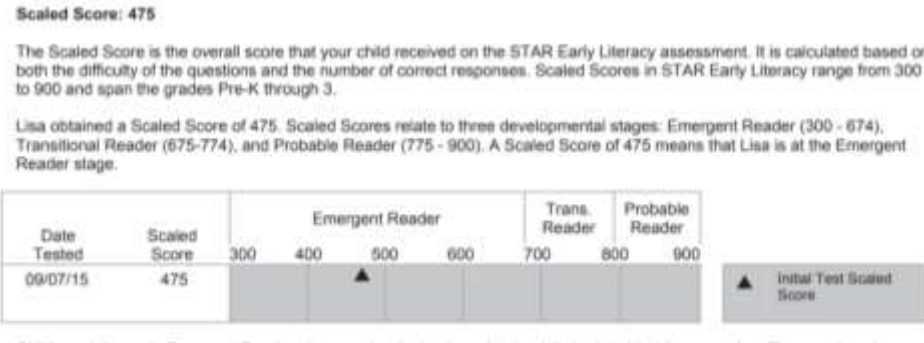 Scaled Score: 475
The Scaled Score is the overall score that your child received on the STAR Early Literacy assessment. It is calculated based on
both the difficulty of the questions and the number of correct responses. Scaled Scores in STAR Early Literacy range from 300
to 900 and span the grades Pre-K through 3.
Lisa obtained a Scaled Score of 475. Scaled Scores relate to three developmental stages: Emergent Reader (300 - 674),
Transitional Reader (675-774), and Probable Reader (775 - 900). A Scaled Score of 475 means that Lisa is at the Emergent
Reader stage.
Date Tested
Scaled Score
Emergent Reader
Trans. Reader
Probable Reader
300 400 500 600 700 800 900
09/07/15 475
Initial Test Scaled
Score